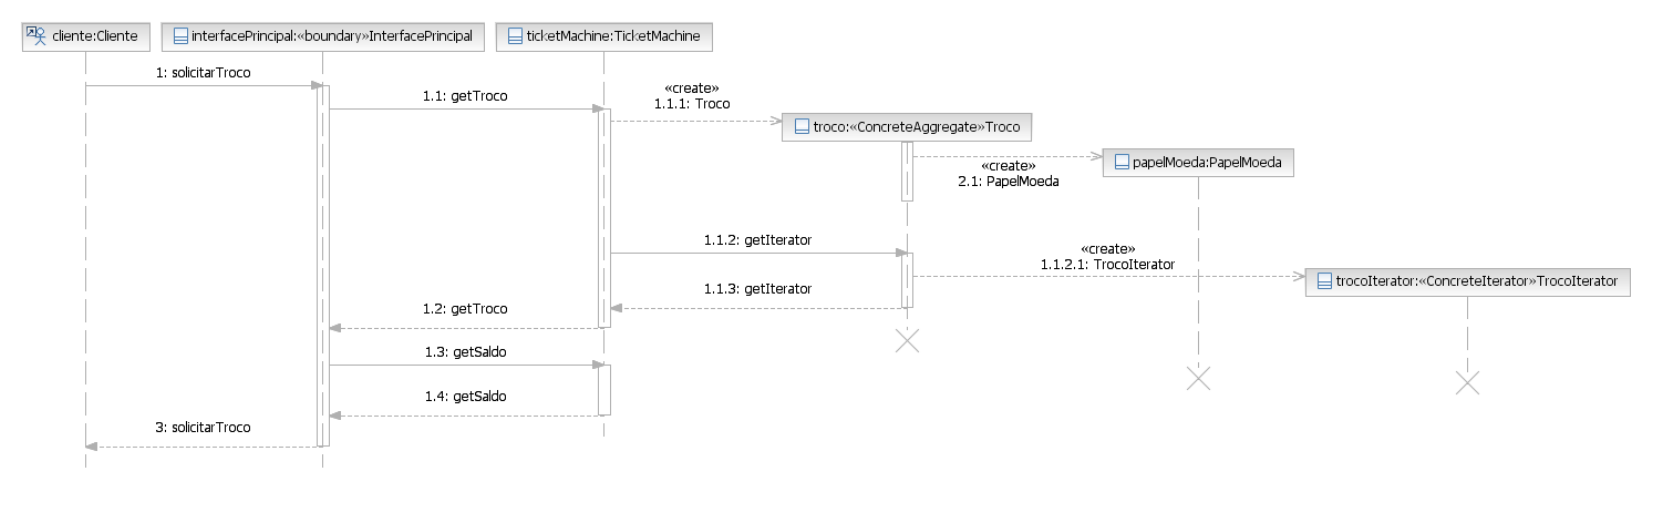 cliente:Cliente
interfacePrincipal:«boundary»InterfacePrincipal
ticketMachine:TicketMachine
1: solicitarTroco
1.1: getTroco
«create»
1.1.1: Troco
troco:«ConcreteAggregate»Troco
«create»
2.1: PapelMoeda
papelMoeda:PapelMoeda
1.1.2: getIterator
«create»
1.1.2.1: TrocoIterator
trocoIterator:«ConcreteIterator»TrocoIterator
1.1.3: getIterator
1.2: getTroco
1.3: getSaldo
1.4: getSaldo
3: solicitarTroco